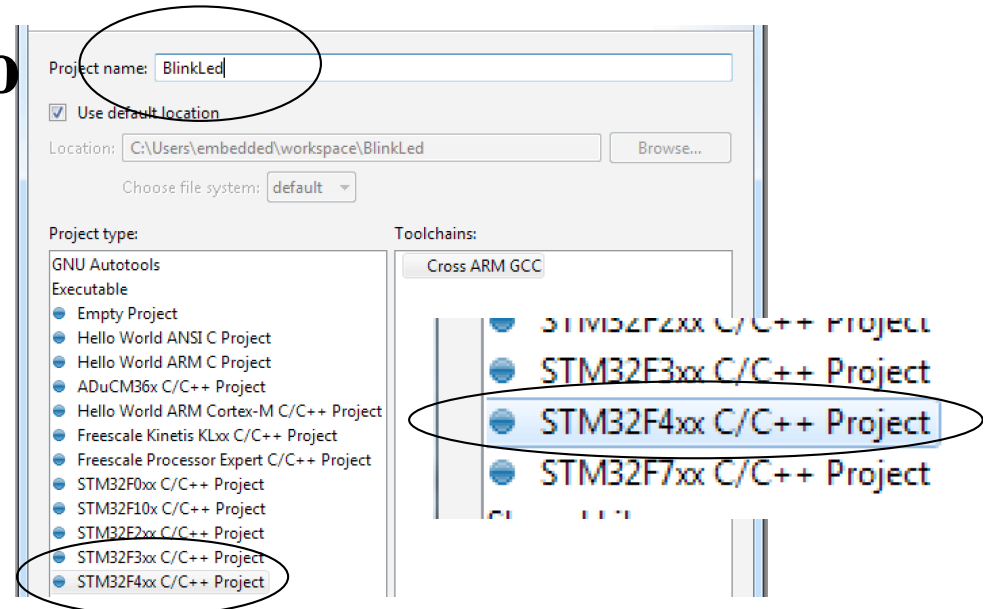 Project name: BlinkLed
Use default location
Location: C:\Users\embedded\workspace\BlinkLed Browse...
Choose file system: default
Project type:
Toolchains:
GNU Autotools
Executable
Empty Project
Hello World ANSI C Project
Hello World ARM C Project
ADuCM36x C/C++ Project
Hello World ARM Cortex-M C/C++ Project
Freescale Kinetis KLxx C/C++ Project
Freescale Processor Expert C/C++ Project
STM32F0xx C/C++ Project
STM32F10x C/C++ Project
STM32F2xx C/C++ Project
STM32F3xx C/C++ Project
STM32F4xx C/C++ Project
Cross ARM GCC
STM32F2xx C/C++ Project
STM32F3xx C/C++ Project
STM32F4xx C/C++ Project
STM32F7xx C/C++ Project